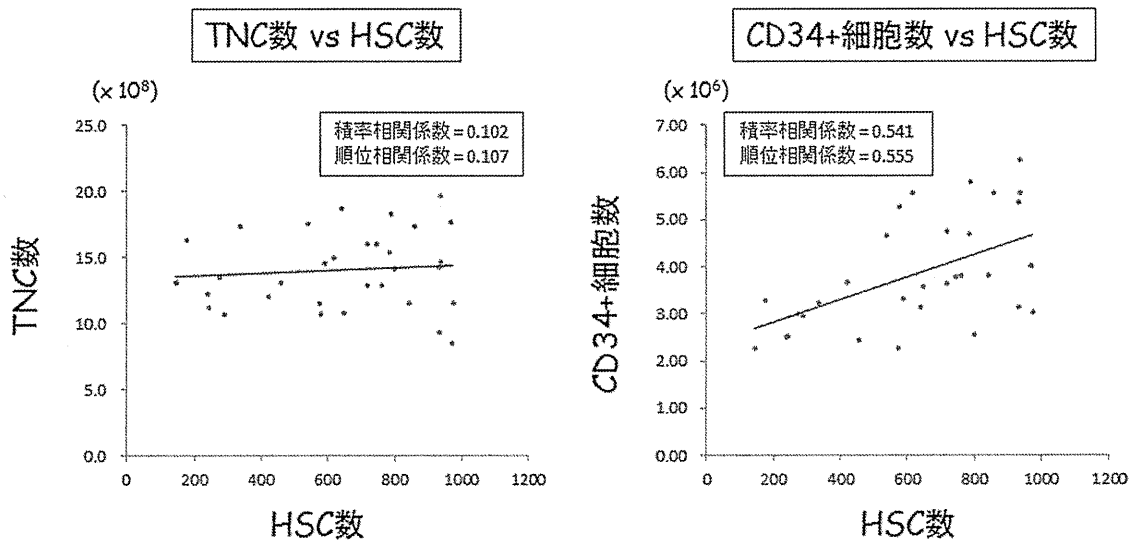 TNC数 vs HSC数
(x 10⁸)
積率相関係数=0.102
順位相関係数=0.107
25.0
20.0
15.0
10.0
5.0
0.0
TNC数
0 200 400 600 800 1000 1200
HSC数
CD34+細胞数 vs HSC数
(x 10⁶)
積率相関係数=0.541
順位相関係数=0.555
7.00
6.00
5.00
4.00
3.00
2.00
1.00
0.00
CD34+細胞数
0 200 400 600 800 1000 1200
HSC数